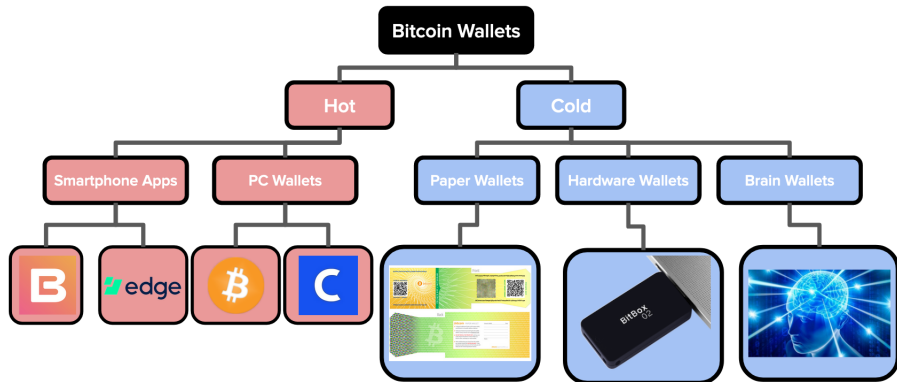 Bitcoin Wallets
Hot
Cold
Smartphone Apps
PC Wallets
Paper Wallets
Hardware Wallets
Brain Wallets
B
edge
₿
C
BitBox
02